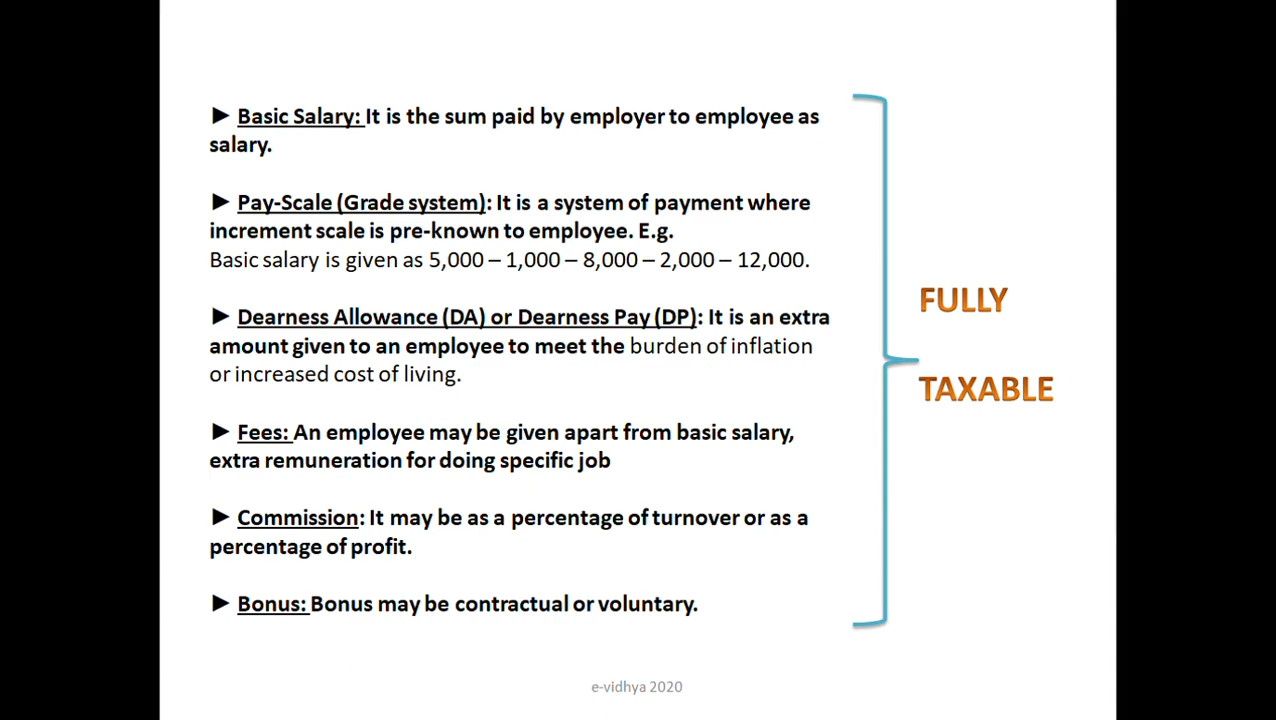 ► Basic Salary: It is the sum paid by employer to employee as
salary.
► Pay-Scale (Grade system): It is a system of payment where
increment scale is pre-known to employee. E.g.
Basic salary is given as 5,000 – 1,000 – 8,000 – 2,000 – 12,000.
► Dearness Allowance (DA) or Dearness Pay (DP): It is an extra
amount given to an employee to meet the burden of inflation
or increased cost of living.
► Fees: An employee may be given apart from basic salary,
extra remuneration for doing specific job
► Commission: It may be as a percentage of turnover or as a
percentage of profit.
► Bonus: Bonus may be contractual or voluntary.
FULLY
TAXABLE
e-vidhya 2020